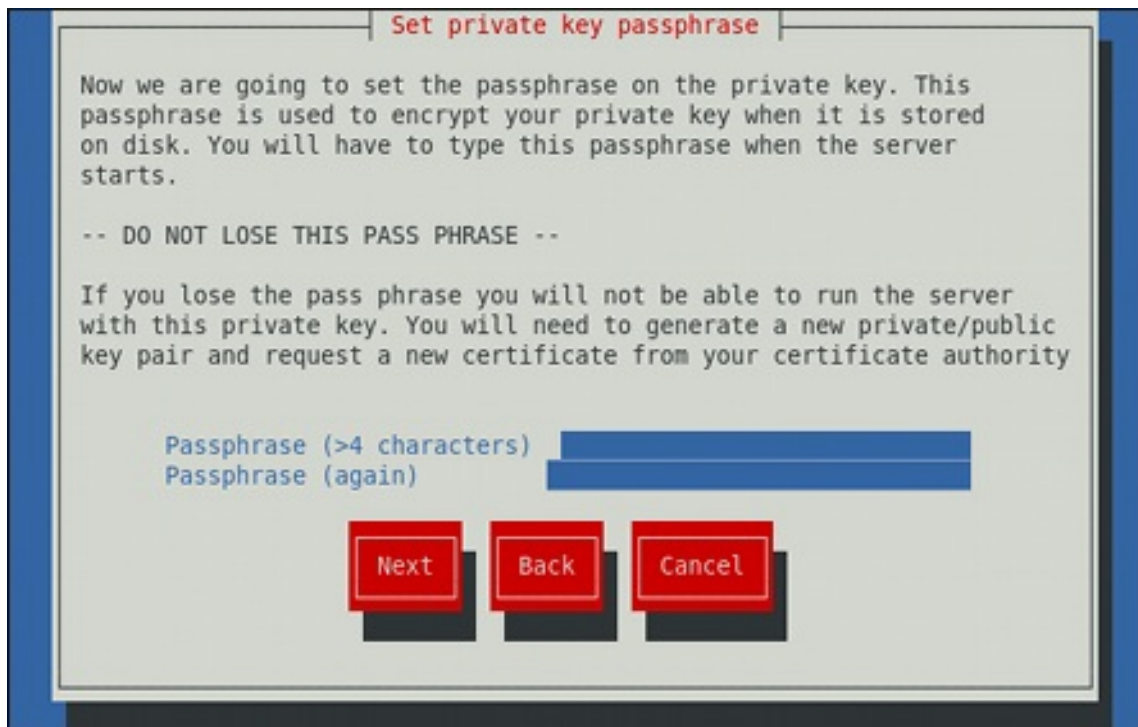 Set private key passphrase
Now we are going to set the passphrase on the private key. This
passphrase is used to encrypt your private key when it is stored
on disk. You will have to type this passphrase when the server
starts.
-- DO NOT LOSE THIS PASS PHRASE --
If you lose the pass phrase you will not be able to run the server
with this private key. You will need to generate a new private/public
key pair and request a new certificate from your certificate authority
Passphrase (>4 characters)
Passphrase (again)
Next Back Cancel